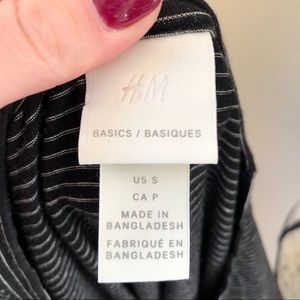 H&M
BASICS / BASIQUES
US S
CA P
MADE IN
BANGLADESH
FABRIQUÉ EN
BANGLADESH